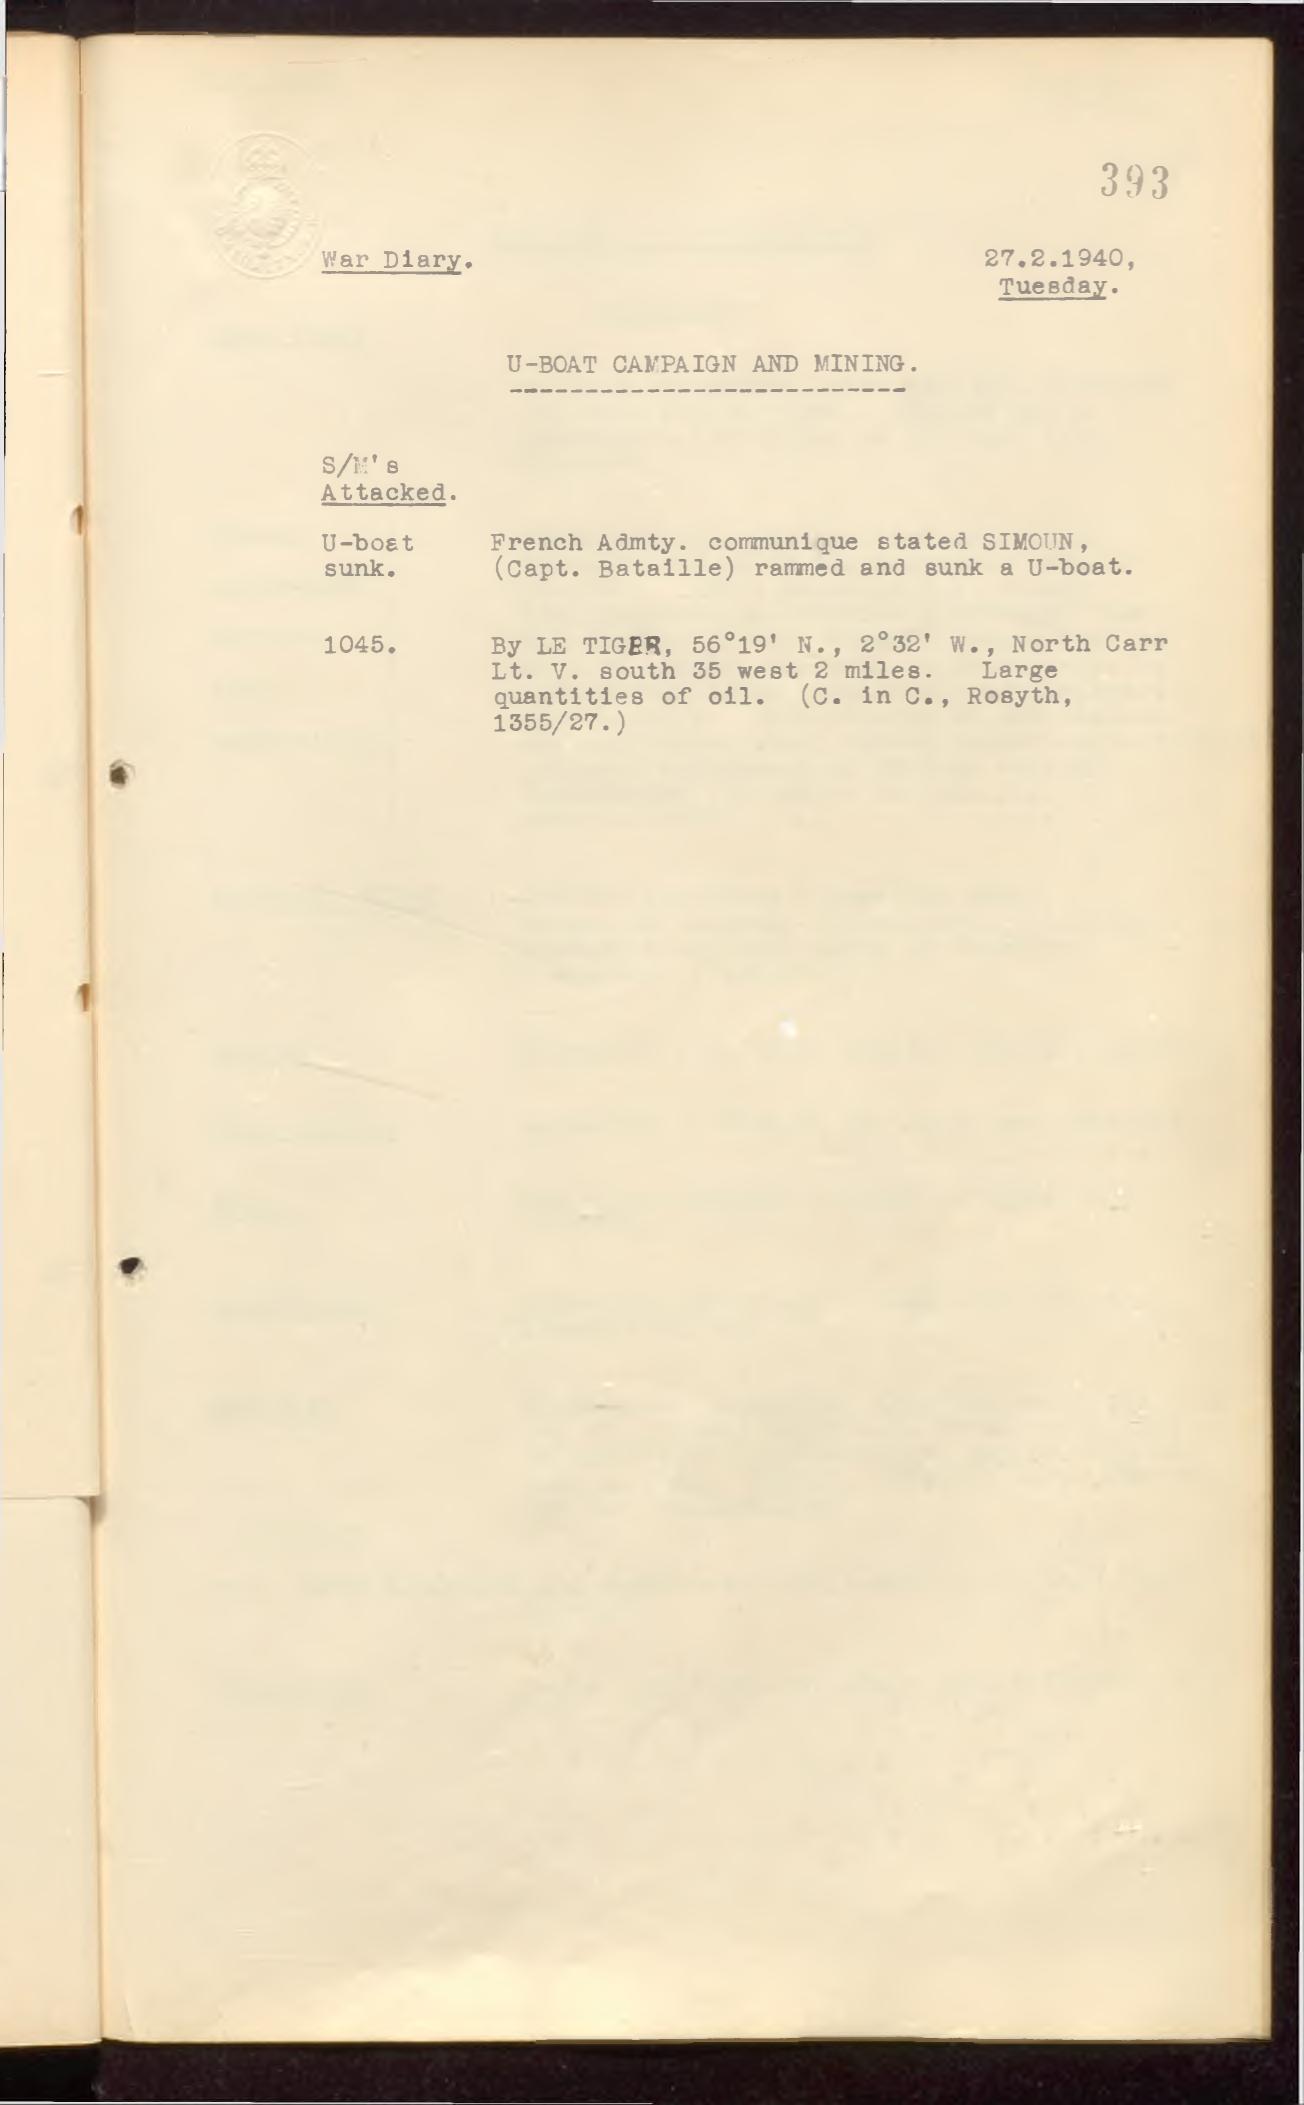 393
War Diary.
27.2.1940,
Tuesday.
U-BOAT CAMPAIGN AND MINING.
S/M's
Attacked.
U-boat sunk.
French Admty. communique stated SIMOUN,
(Capt. Bataille) rammed and sunk a U-boat.
1045.
By LE TIGER, 56°19' N., 2°32' W., North Carr
Lt. V. south 35 west 2 miles. Large
quantities of oil. (C. in C., Rosyth,
1355/27.)